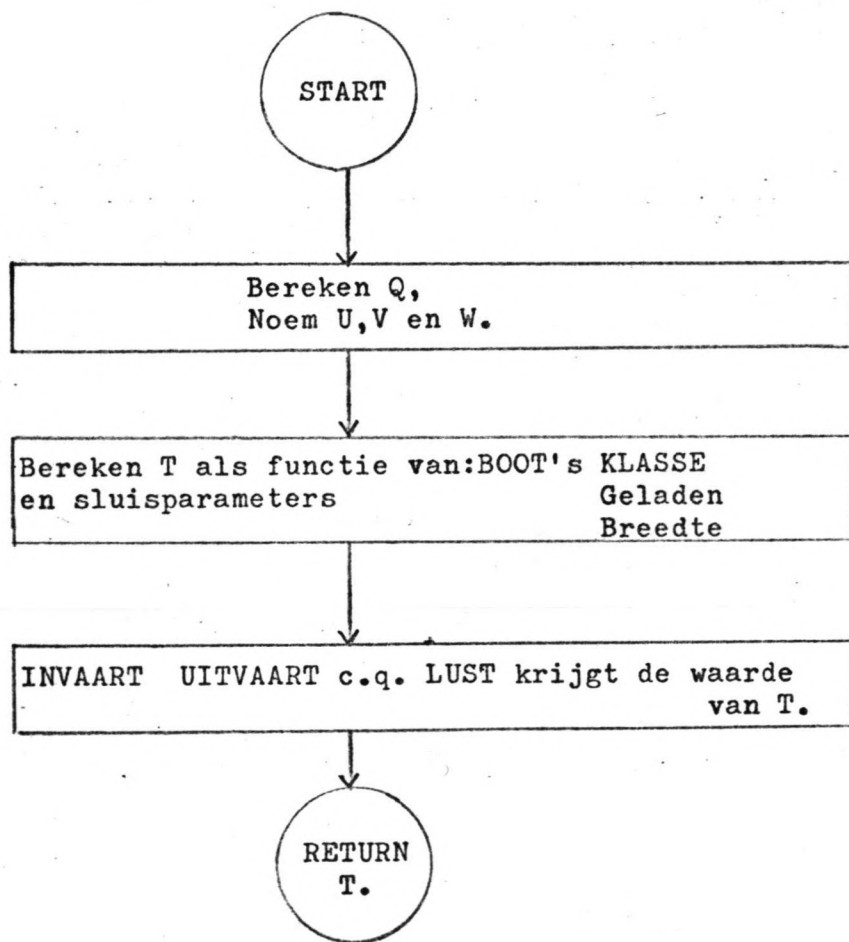 START
Bereken Q,
Noem U,V en W.
Bereken T als functie van:BOOT's KLASSE
en sluisparameters Geladen
Breedte
INVAART UITVAART c.q. LUST krijgt de waarde
van T.
RETURN
T.